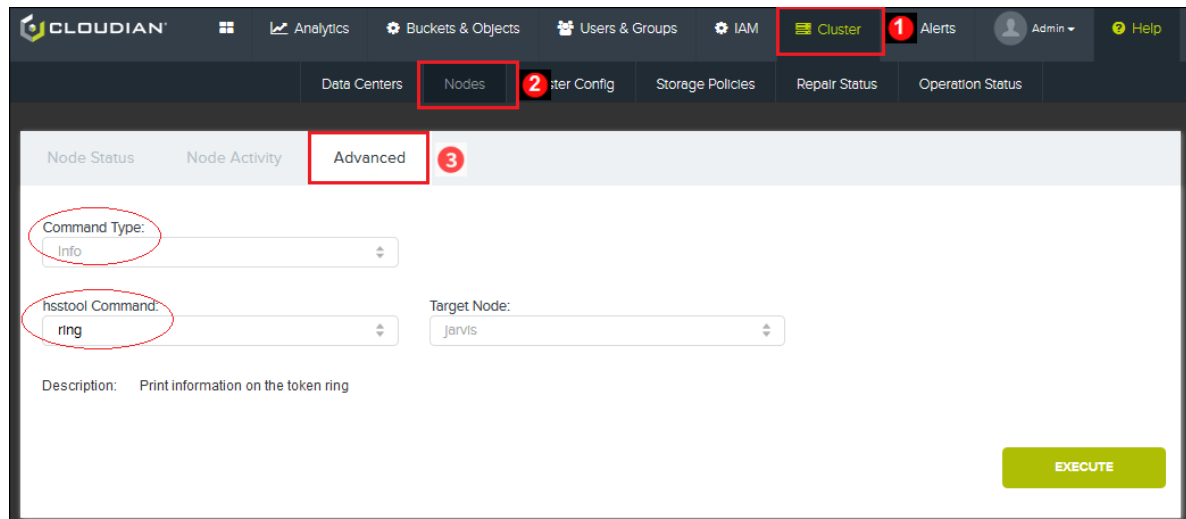 CLOUDIAN Analytics Buckets & Objects Users & Groups IAM Cluster 1 Alerts Admin Help
Data Centers Nodes 2 ster Config Storage Policies Repair Status Operation Status
Node Status Node Activity Advanced 3
Command Type:
Info
hsstool Command: Target Node:
ring jarvis
Description: Print information on the token ring
EXECUTE